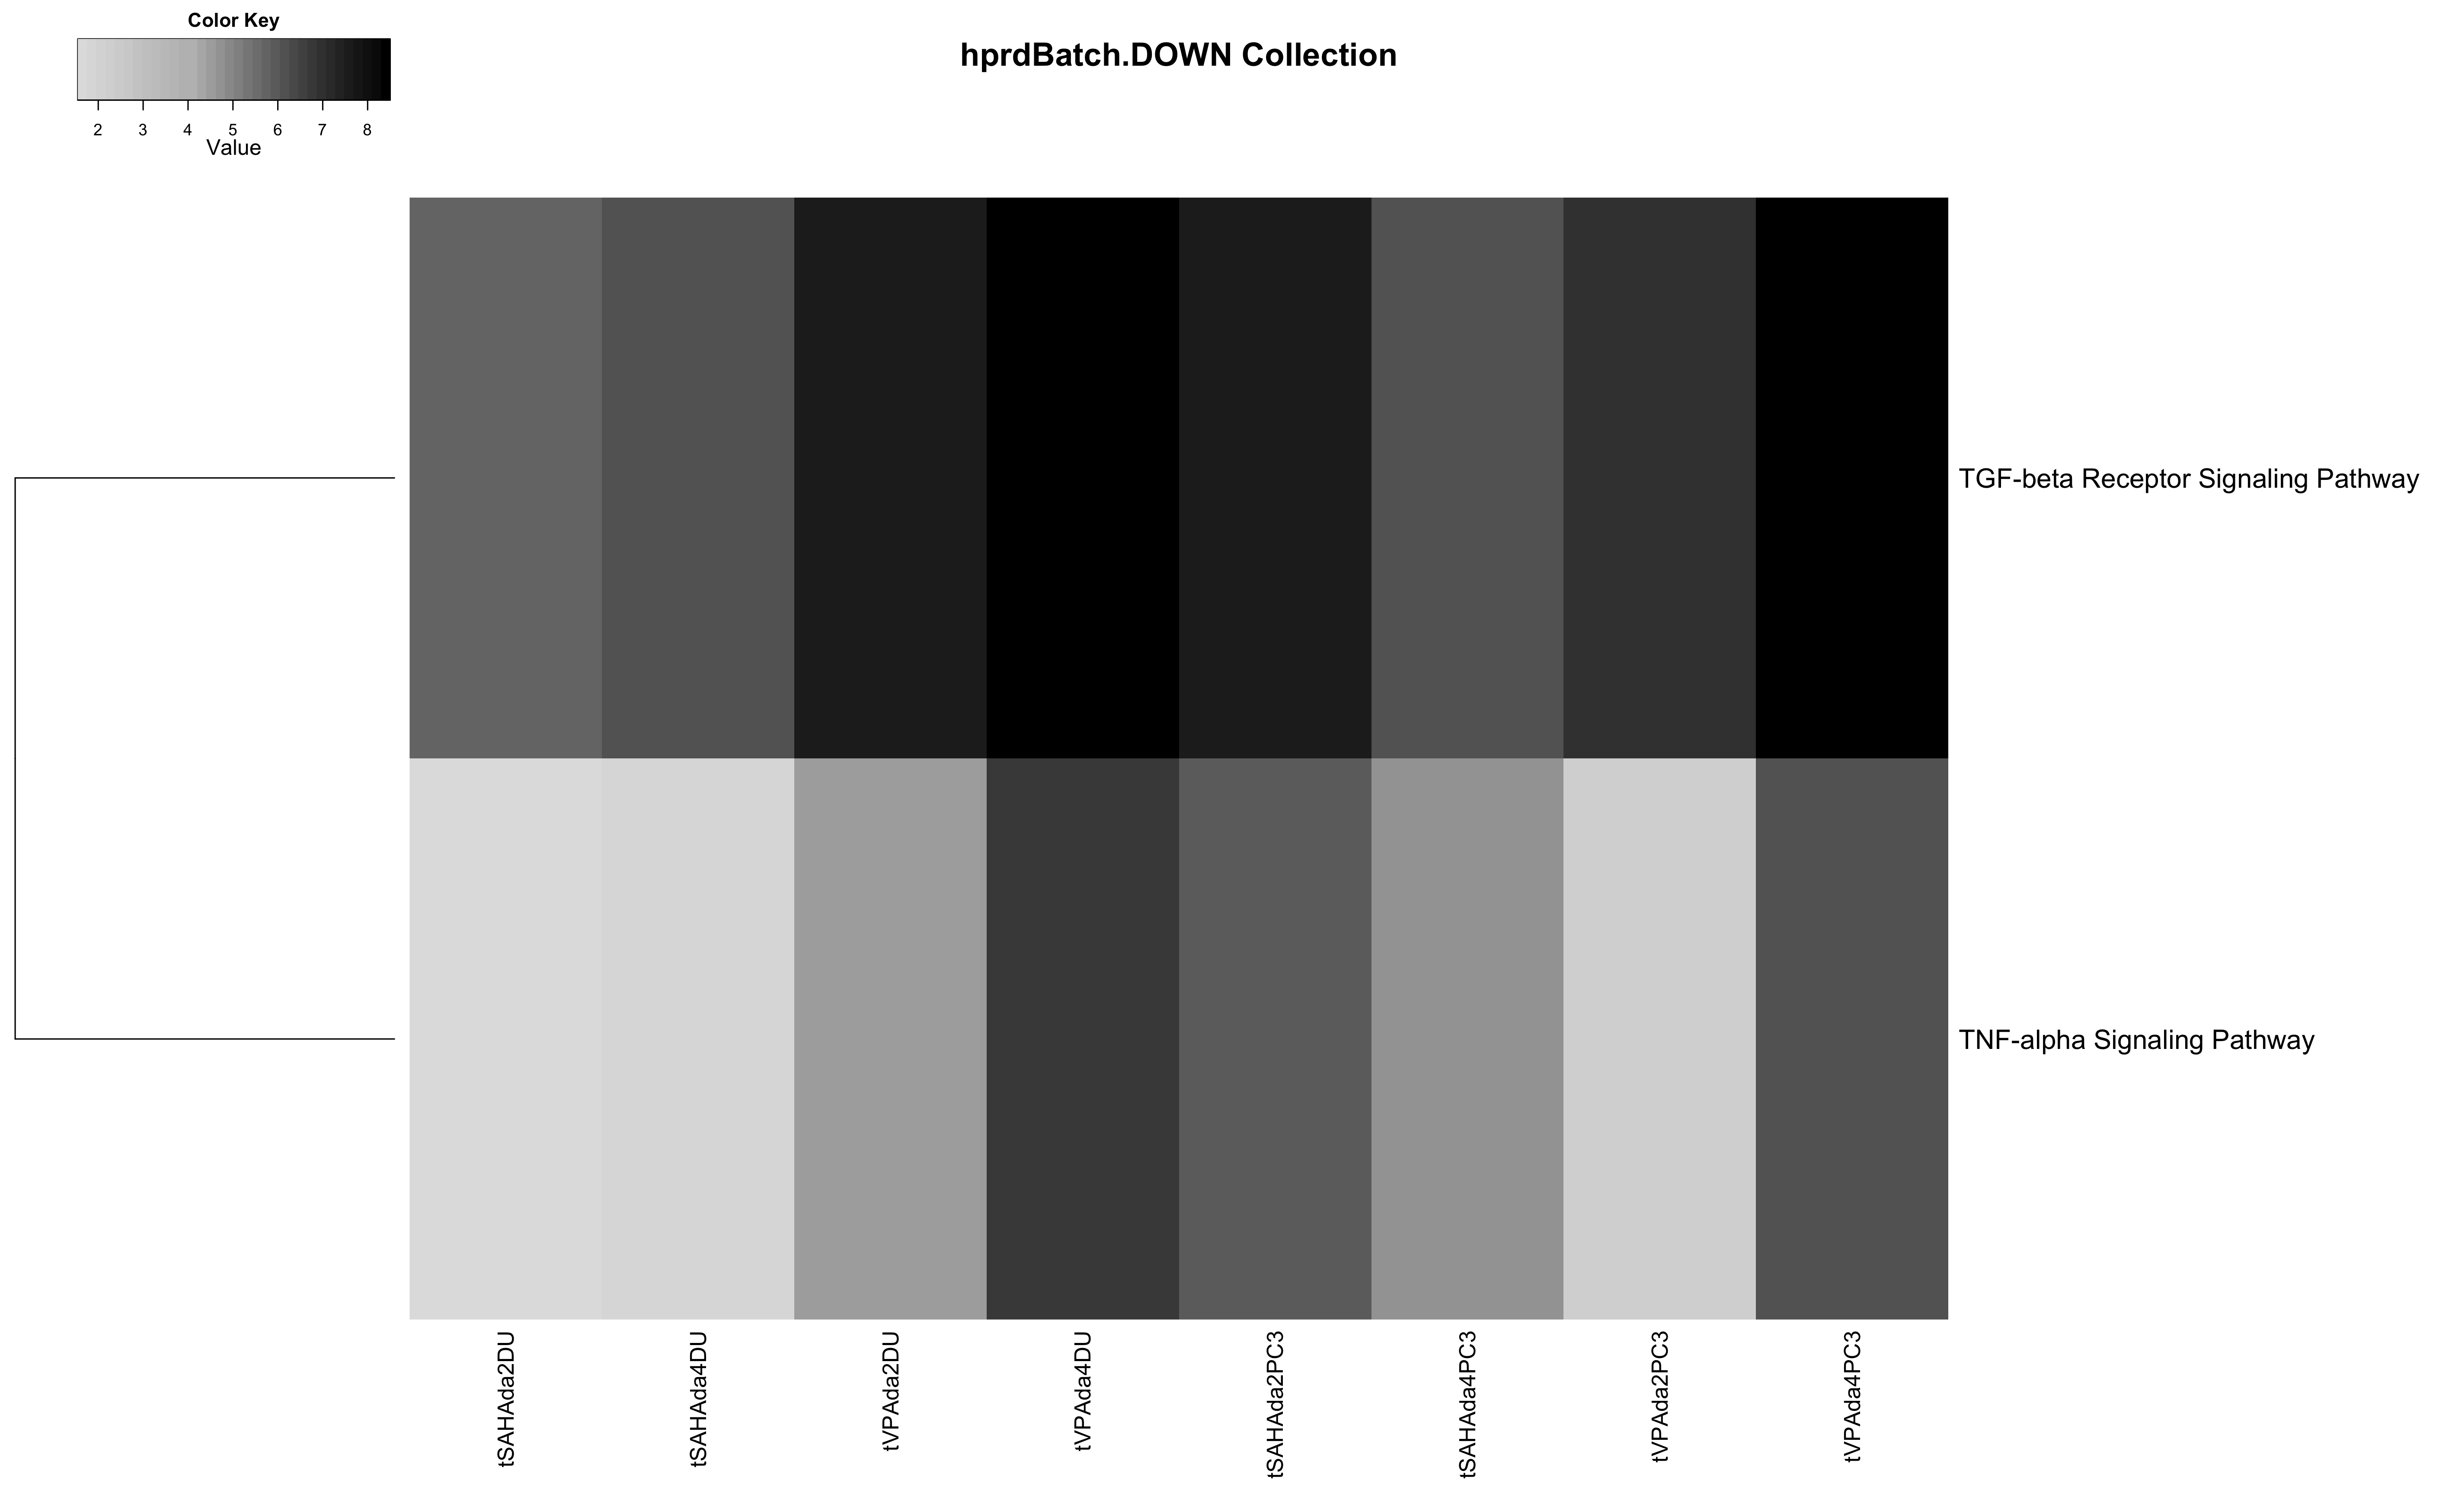 Color Key
2 3 4 5 6 7 8
Value
hprdBatch.DOWN Collection
TGF-beta Receptor Signaling Pathway
TNF-alpha Signaling Pathway
tSAHAda2DU
tSAHAda4DU
tVPAda2DU
tVPAda4DU
tSAHAda2PC3
tSAHAda4PC3
tVPAda2PC3
tVPAda4PC3